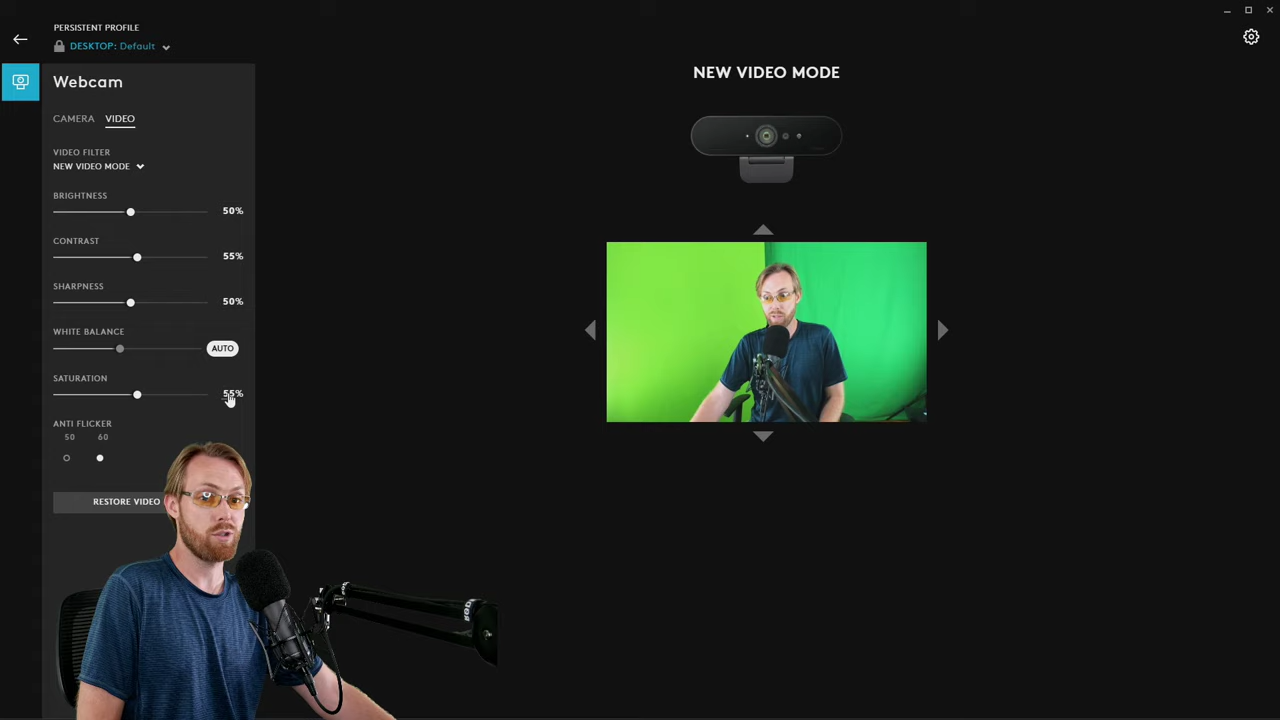 PERSISTENT PROFILE
DESKTOP: Default
Webcam
CAMERA VIDEO
VIDEO FILTER
NEW VIDEO MODE
BRIGHTNESS
50%
CONTRAST
55%
SHARPNESS
50%
WHITE BALANCE
AUTO
SATURATION
55%
ANTI FLICKER
50 60
RESTORE VIDEO
NEW VIDEO MODE